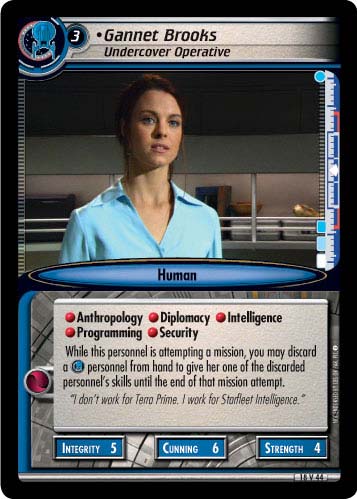 3
•Gannet Brooks
Undercover Operative
Human
•Anthropology •Diplomacy •Intelligence
•Programming •Security
While this personnel is attempting a mission, you may discard
a personnel from hand to give her one of the discarded
personnel's skills until the end of that mission attempt.
"I don't work for Terra Prime. I work for Starfleet Intelligence."
INTEGRITY 5 CUNNING 6 STRENGTH 4
18 V 44